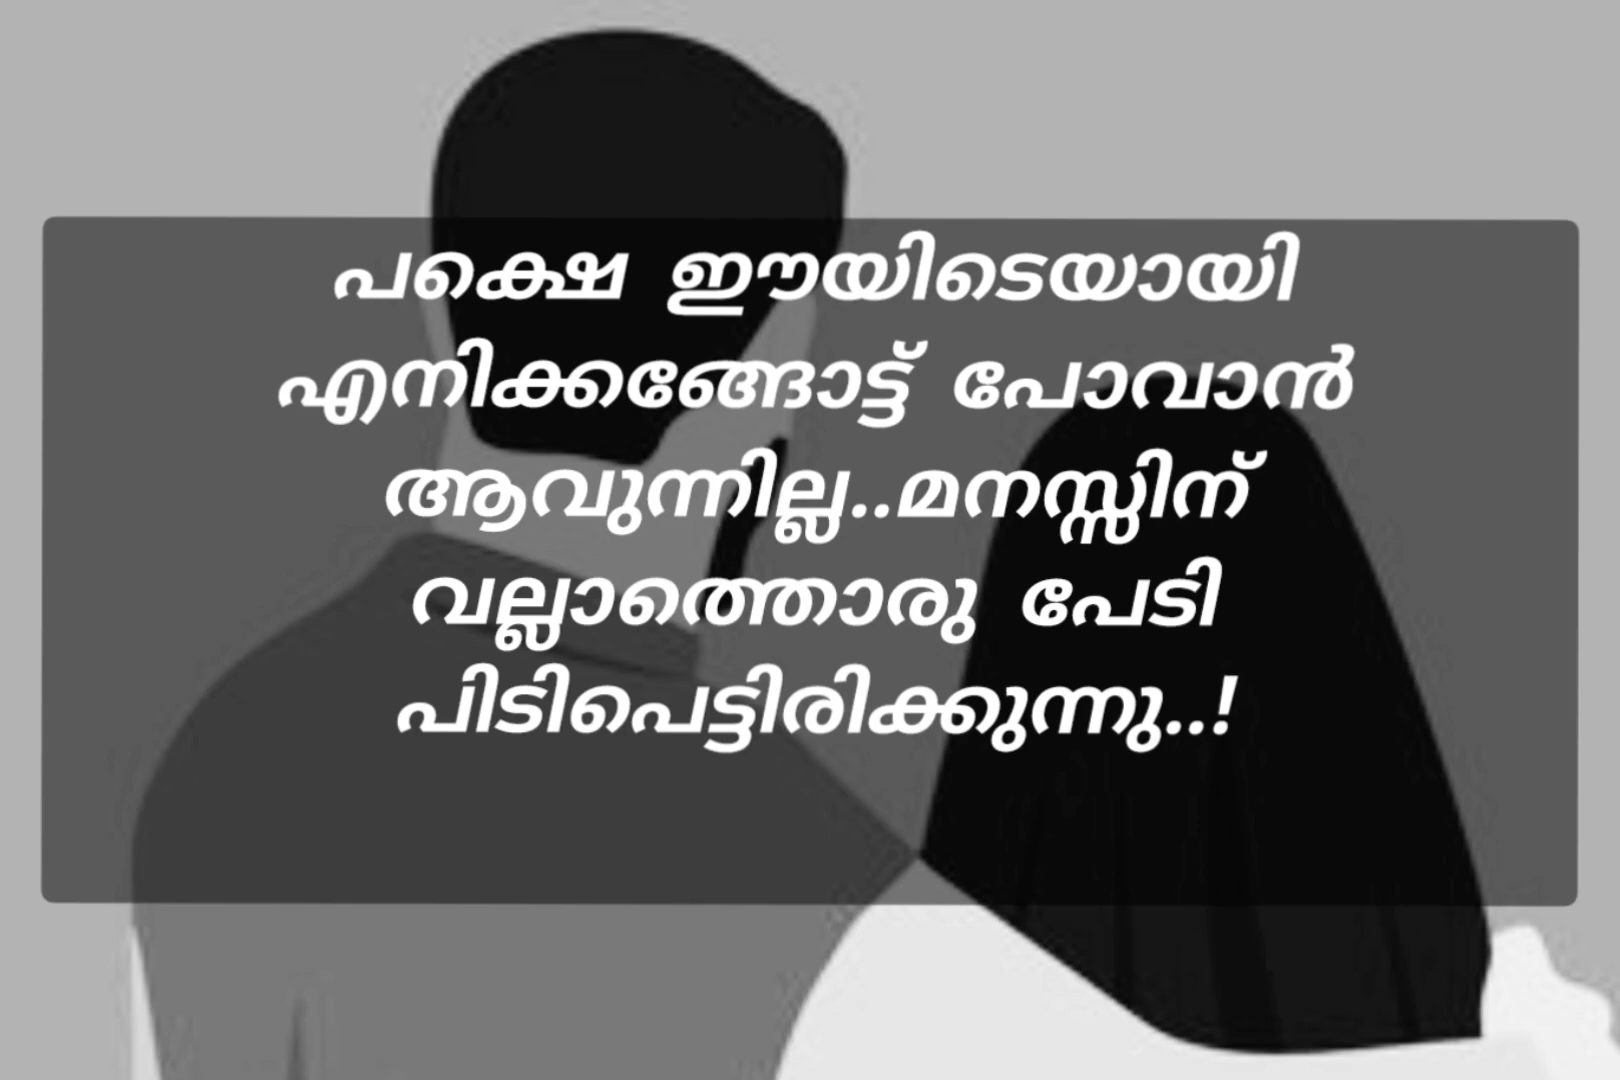 പക്ഷെ ഈയിടെയായി
എനിക്കങ്ങോട്ട് പോവാൻ
ആവുന്നില്ല..മനസ്സിന്
വല്ലാത്തൊരു പേടി
പിടിപെട്ടിരിക്കുന്നു..!